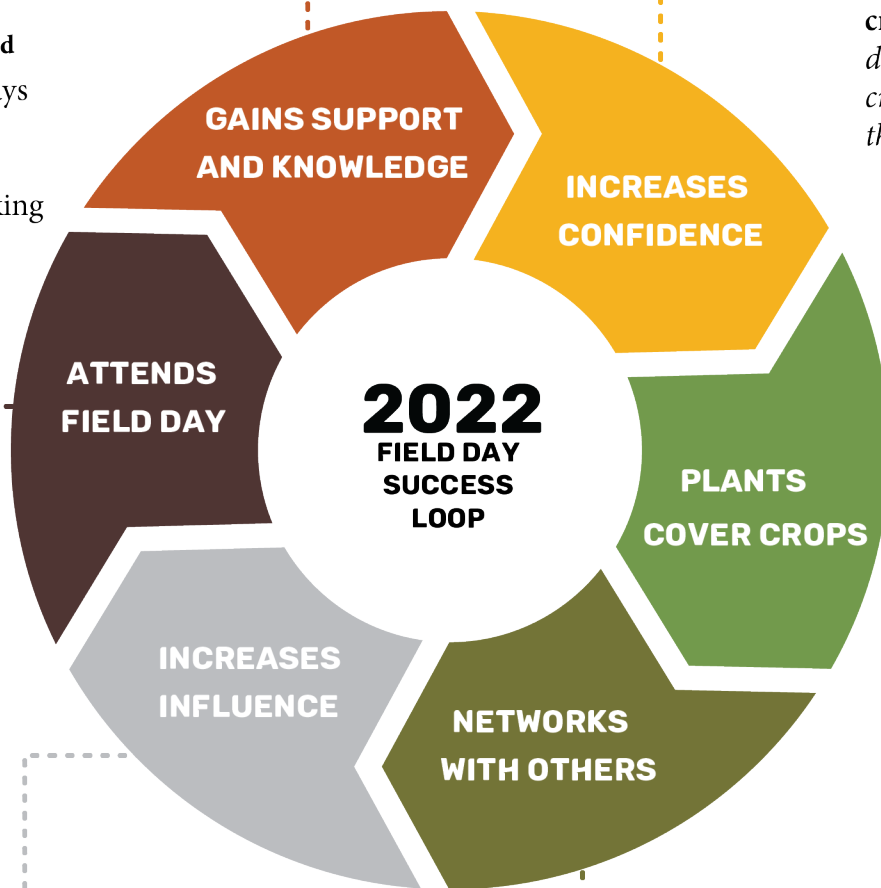 GAINS SUPPORT
AND KNOWLEDGE
INCREASES
CONFIDENCE
ATTENDS
FIELD DAY
2022
FIELD DAY
SUCCESS
LOOP
PLANTS
COVER CROPS
INCREASES
INFLUENCE
NETWORKS
WITH OTHERS